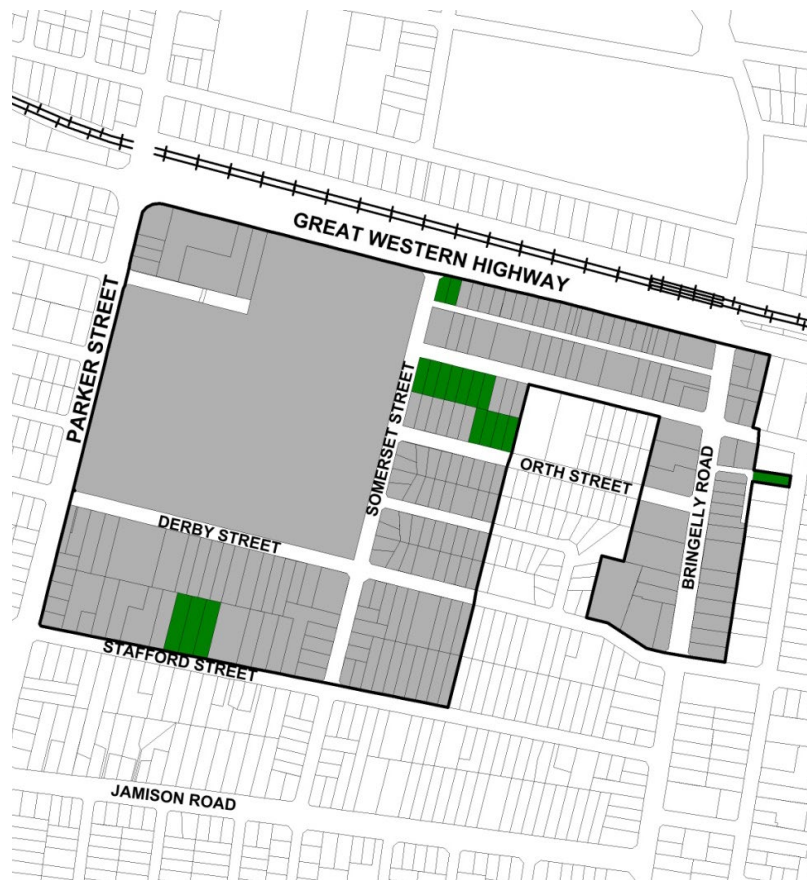 GREAT WESTERN HIGHWAY
PARKER STREET
SOMERSET STREET
ORTH STREET
BRINGELLY ROAD
DERBY STREET
STAFFORD STREET
JAMISON ROAD